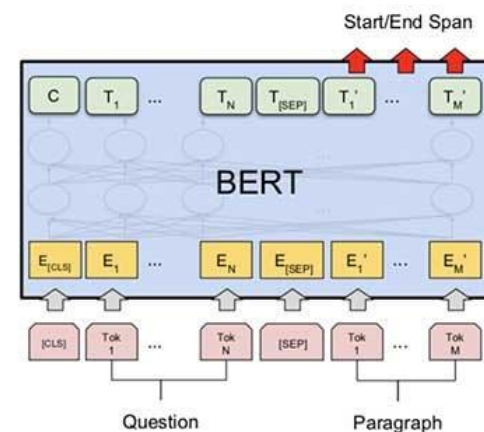 Start/End Span
C T1 ... TN T[SEP] T1' ... TM'
...
BERT
...
E[CLS] E1 ... EN E[SEP] E1' ... EM'
[CLS] Tok 1 ... Tok N [SEP] Tok 1 ... Tok M
Question Paragraph